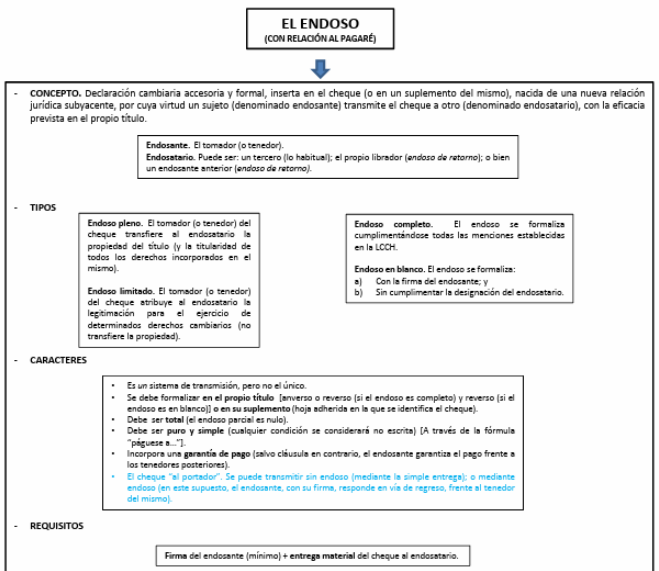 EL ENDOSO
(CON RELACIÓN AL PAGARÉ)
- CONCEPTO. Declaración cambiaria accesoria y formal, inserta en el cheque (o en un suplemento del mismo), nacida de una nueva relación
jurídica subyacente, por cuya virtud un sujeto (denominado endosante) transmite el cheque a otro (denominado endosatario), con la eficacia
prevista en el propio título.
Endosante. El tomador (o tenedor).
Endosatario. Puede ser: un tercero (lo habitual); el propio librador (endoso de retorno); o bien
un endosante anterior (endoso de retorno).
- TIPOS
Endoso pleno. El tomador (o tenedor) del
cheque transfiere al endosatario la
propiedad del título (y la titularidad de
todos los derechos incorporados en el
mismo).
Endoso limitado. El tomador (o tenedor)
del cheque atribuye al endosatario la
legitimación para el ejercicio de
determinados derechos cambiarios (no
transfiere la propiedad).
Endoso completo. El endoso se formaliza
cumplimentándose todas las menciones establecidas
en la LCCH.
Endoso en blanco. El endoso se formaliza:
a) Con la firma del endosante; y
b) Sin cumplimentar la designación del endosatario.
- CARACTERES
• Es un sistema de transmisión, pero no el único.
• Se debe formalizar en el propio título [anverso o reverso (si el endoso es completo) y reverso (si el
endoso es en blanco)] o en su suplemento (hoja adherida en la que se identifica el cheque).
• Debe ser total (el endoso parcial es nulo).
• Debe ser puro y simple (cualquier condición se considerará no escrita) [A través de la fórmula
"páguese a..."].
• Incorpora una garantía de pago (salvo cláusula en contrario, el endosante garantiza el pago frente a
los tenedores posteriores).
• El cheque "al portador". Se puede transmitir sin endoso (mediante la simple entrega); o mediante
endoso (en este supuesto, el endosante, con su firma, responde en vía de regreso, frente al tenedor
del mismo).
- REQUISITOS
Firma del endosante (mínimo) + entrega material del cheque al endosatario.